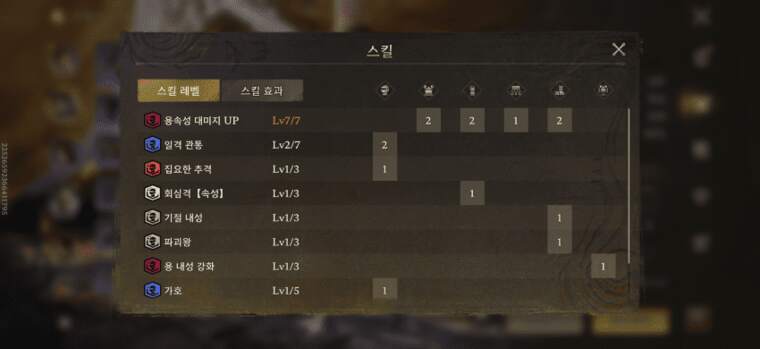 스킬
스킬 레벨 스킬 효과
용속성 대미지 UP Lv7/7 2 2 1 2
일격 관통 Lv2/7 2
집요한 추격 Lv1/3 1
회심격【속성】 Lv1/3 1
기절 내성 Lv1/3 1
파괴왕 Lv1/3 1
용 내성 강화 Lv1/3 1
가호 Lv1/5 1